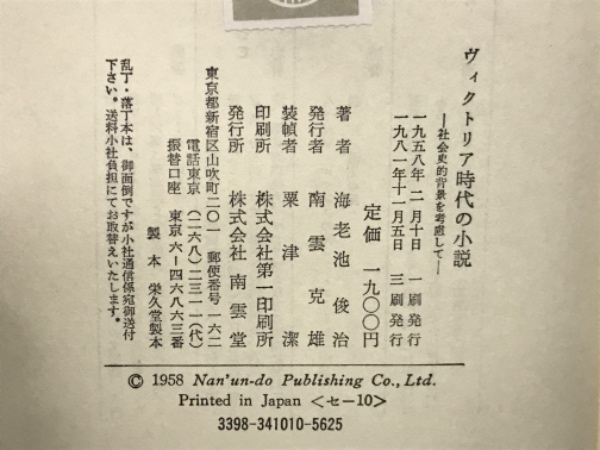 ヴィクトリア時代の小説
―社会史的背景を考慮して―
一九五八年二月十日 一刷発行
一九八一年十一月五日 三刷発行
定価 一九〇〇円
著者 海老池俊治
発行者 南雲克雄
装幀者 粟津潔
印刷所 株式会社第一印刷所
発行所 株式会社南雲堂
東京都新宿区山吹町二〇一 郵便番号一六二
電話東京(二六八)二三一一(代)
振替口座 東京六―四六八六三番
製本 栄久堂製本
乱丁・落丁本は、御面倒ですが小社通信係宛御送付
下さい。送料小社負担にてお取替えいたします。
© 1958 Nan'un-do Publishing Co., Ltd.
Printed in Japan <セ―10>
3398-341010-5625